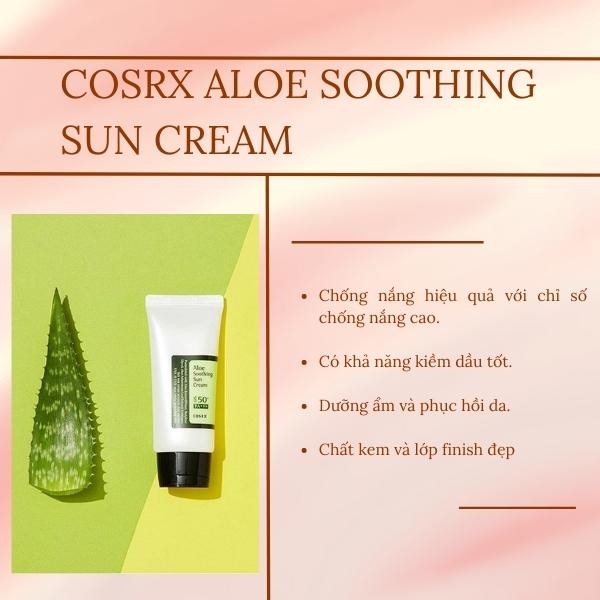 COSRX ALOE SOOTHING
SUN CREAM
Chống nắng hiệu quả với chỉ số
chống nắng cao.
Có khả năng kiềm dầu tốt.
Dưỡng ẩm và phục hồi da.
Chất kem và lớp finish đẹp
Aloe
Soothing
Sun
Cream
50+
PA+++
COSRX